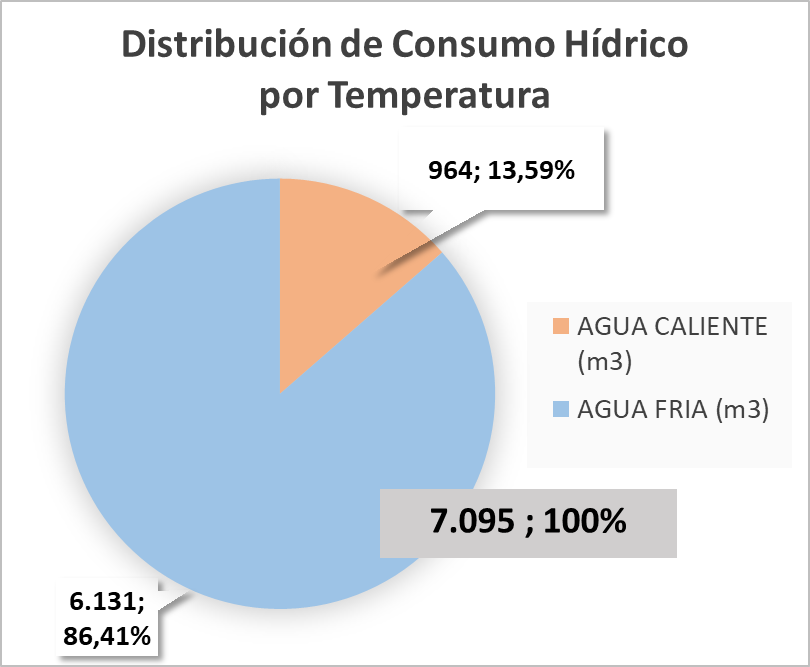 Distribución de Consumo Hídrico
por Temperatura
964; 13,59%
AGUA CALIENTE
(m3)
AGUA FRIA (m3)
7.095 ; 100%
6.131;
86,41%